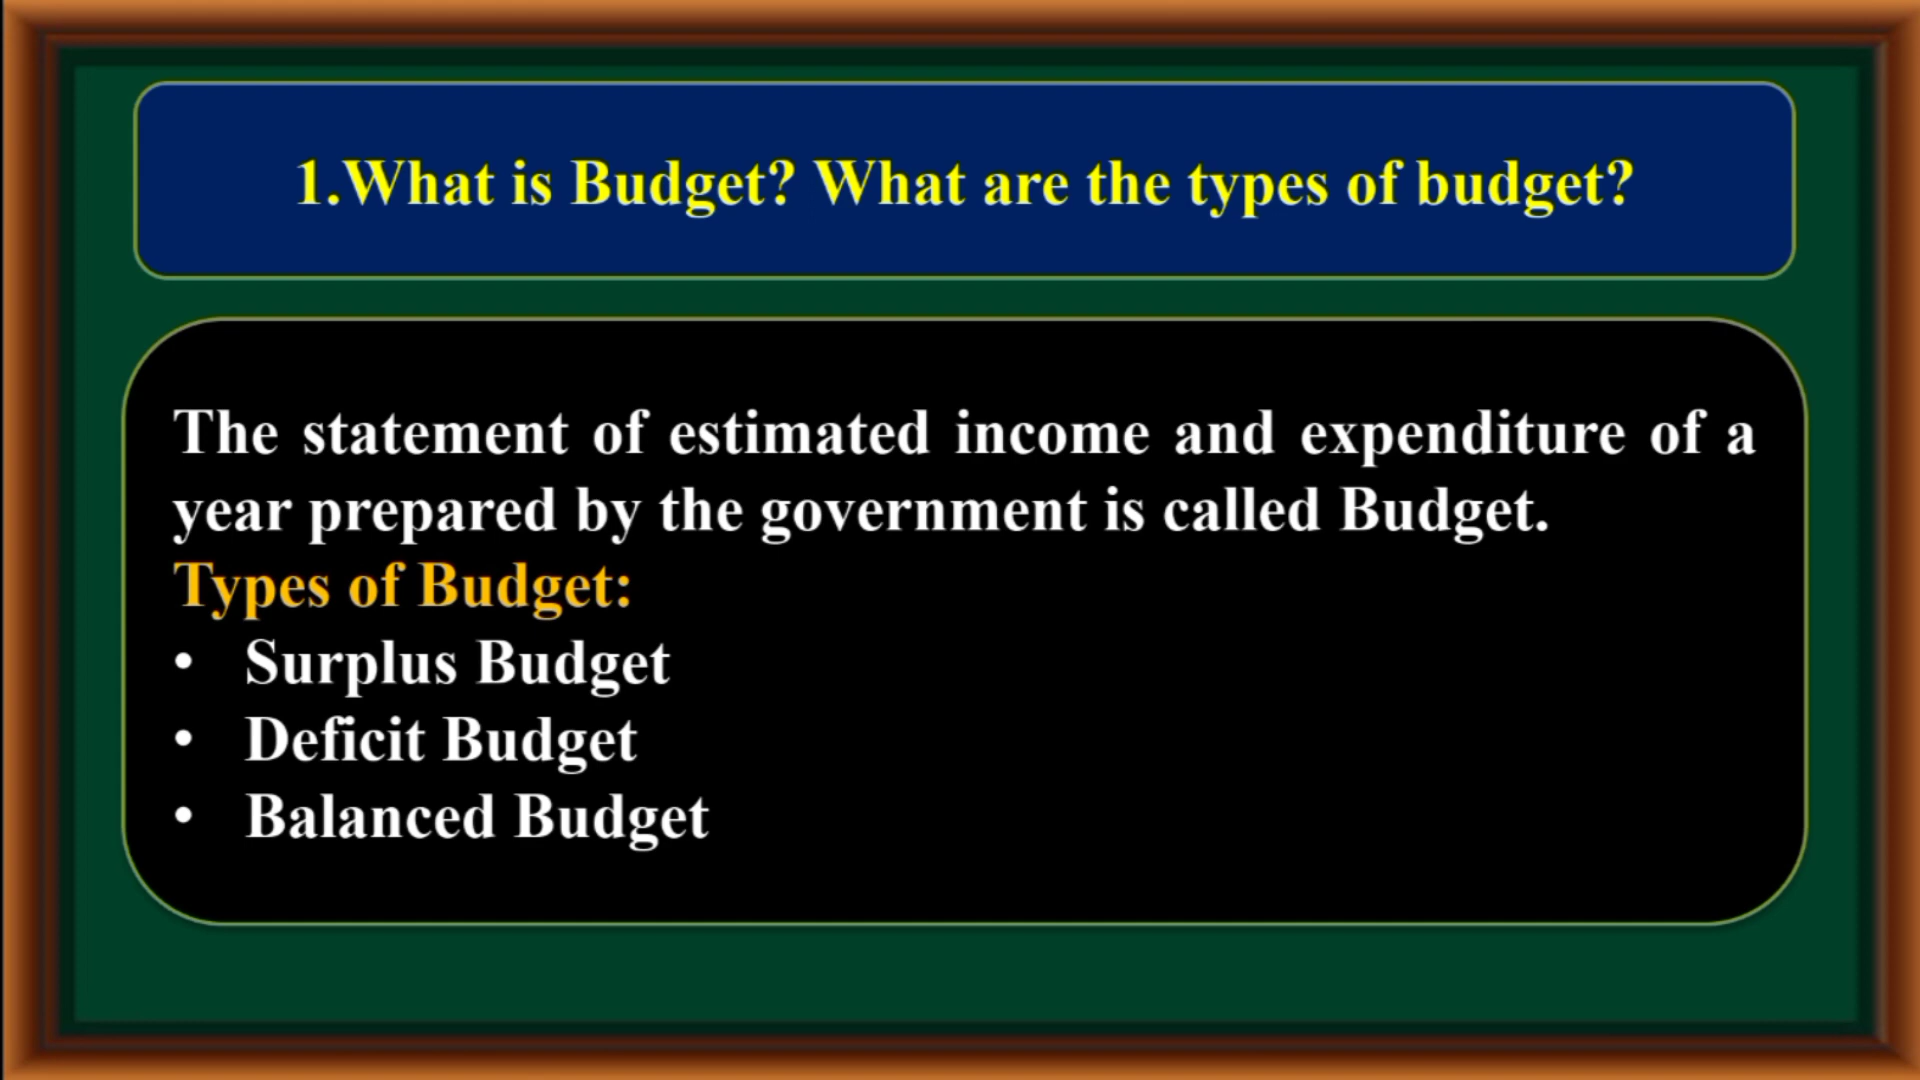 1.What is Budget? What are the types of budget?
The statement of estimated income and expenditure of a
year prepared by the government is called Budget.
Types of Budget:
• Surplus Budget
• Deficit Budget
• Balanced Budget